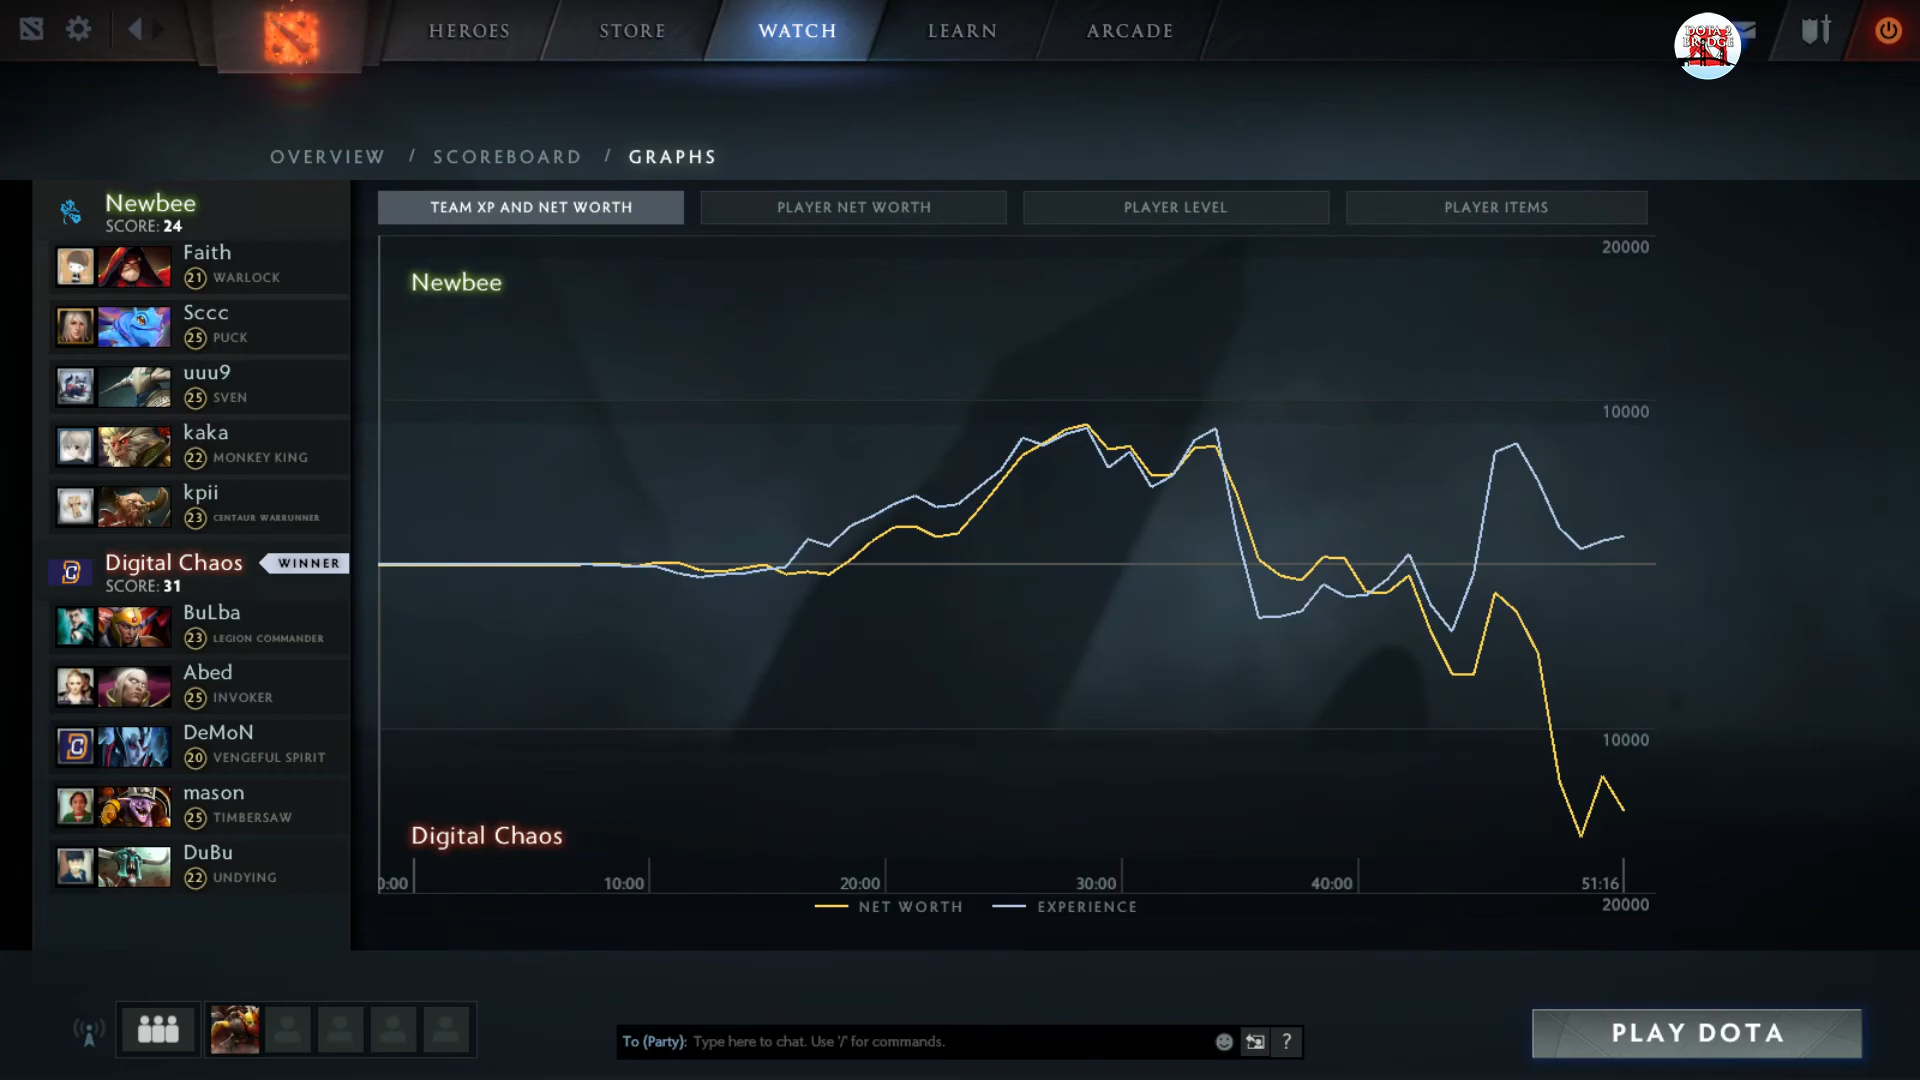 HEROES
STORE
WATCH
LEARN
ARCADE
DOTA 2
BRIDGE
OVERVIEW / SCOREBOARD / GRAPHS
Newbee
SCORE: 24
Faith
21 WARLOCK
Sccc
25 PUCK
uuu9
25 SVEN
kaka
22 MONKEY KING
kpii
23 CENTAUR WARRUNNER
Digital Chaos
WINNER
SCORE: 31
BuLba
23 LEGION COMMANDER
Abed
25 INVOKER
DeMoN
20 VENGEFUL SPIRIT
mason
25 TIMBERSAW
DuBu
22 UNDYING
TEAM XP AND NET WORTH
PLAYER NET WORTH
PLAYER LEVEL
PLAYER ITEMS
20000
Newbee
10000
10000
Digital Chaos
0:00 10:00 20:00 30:00 40:00 51:16
20000
NET WORTH
EXPERIENCE
To (Party): Type here to chat. Use '/' for commands.
?
PLAY DOTA